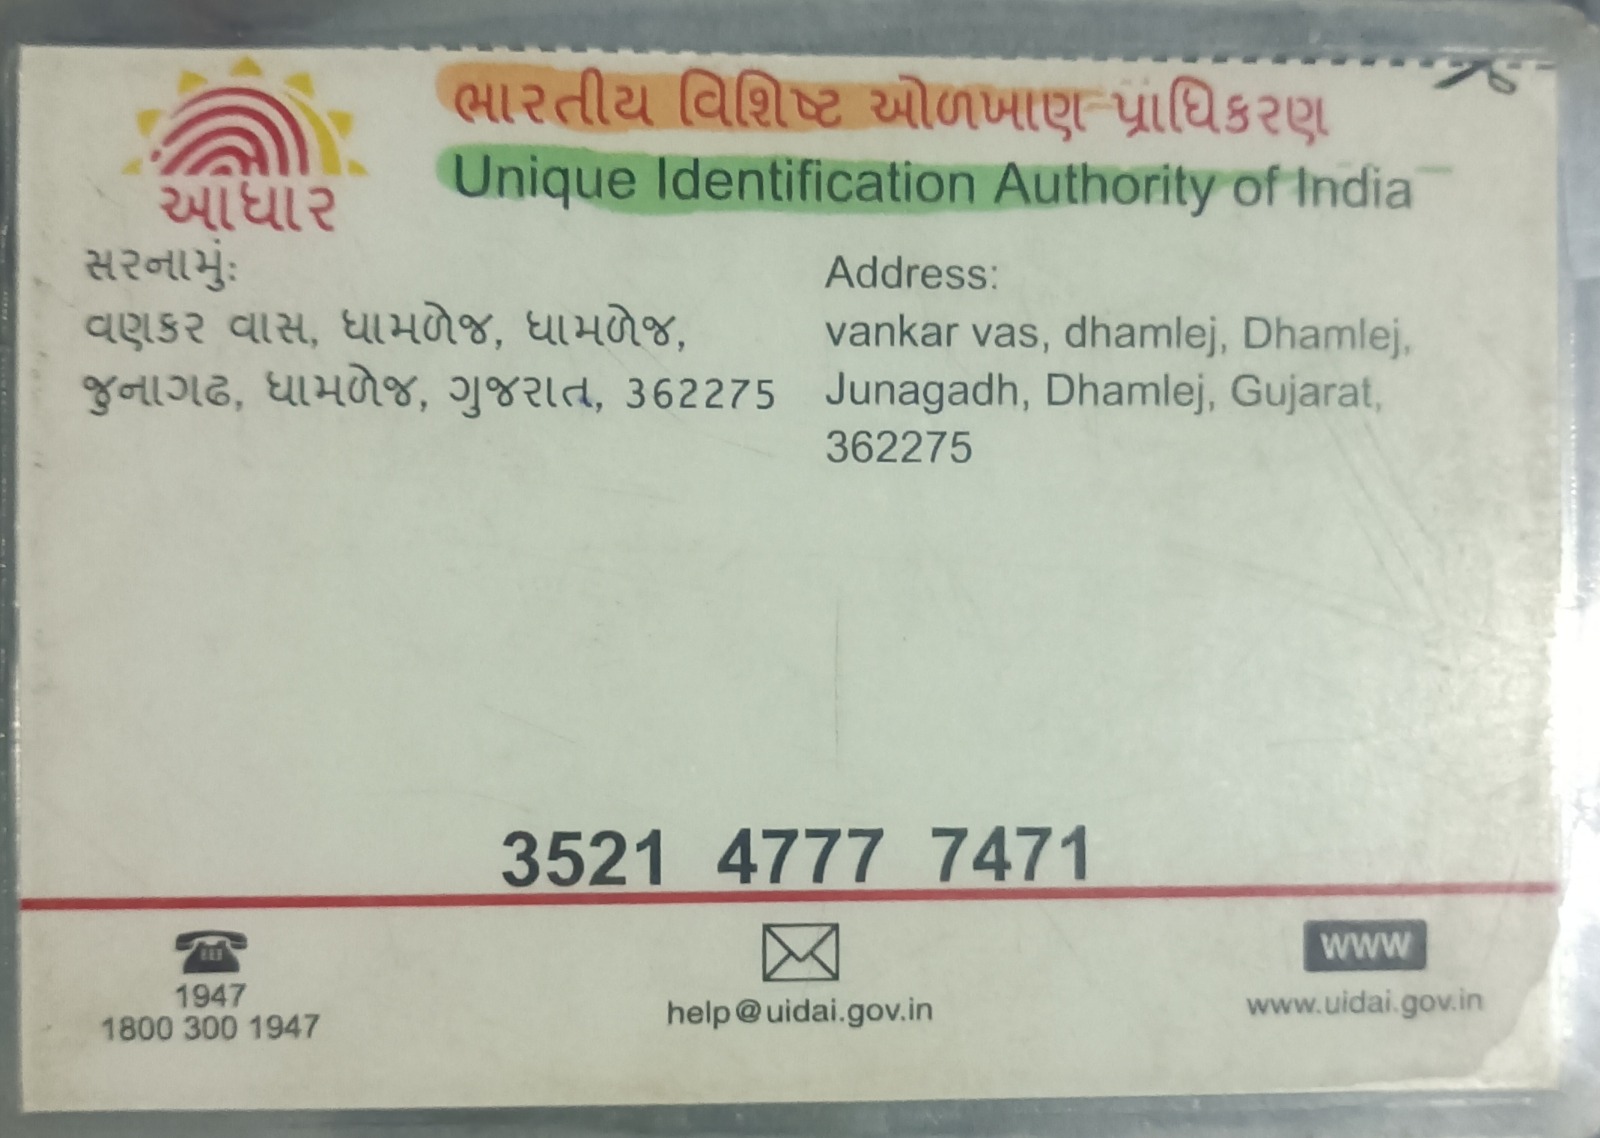 ભારતીય વિશિષ્ટ ઓળખાણ પ્રાધિકરણ
Unique Identification Authority of India
આધાર
સરનામું:
વણકર વાસ, ધામળેજ, ધામળેજ,
જુનાગઢ, ધામળેજ, ગુજરાત, 362275
Address:
vankar vas, dhamlej, Dhamlej,
Junagadh, Dhamlej, Gujarat,
362275
3521 4777 7471
1947
1800 300 1947
help@uidai.gov.in
WWW
www.uidai.gov.in